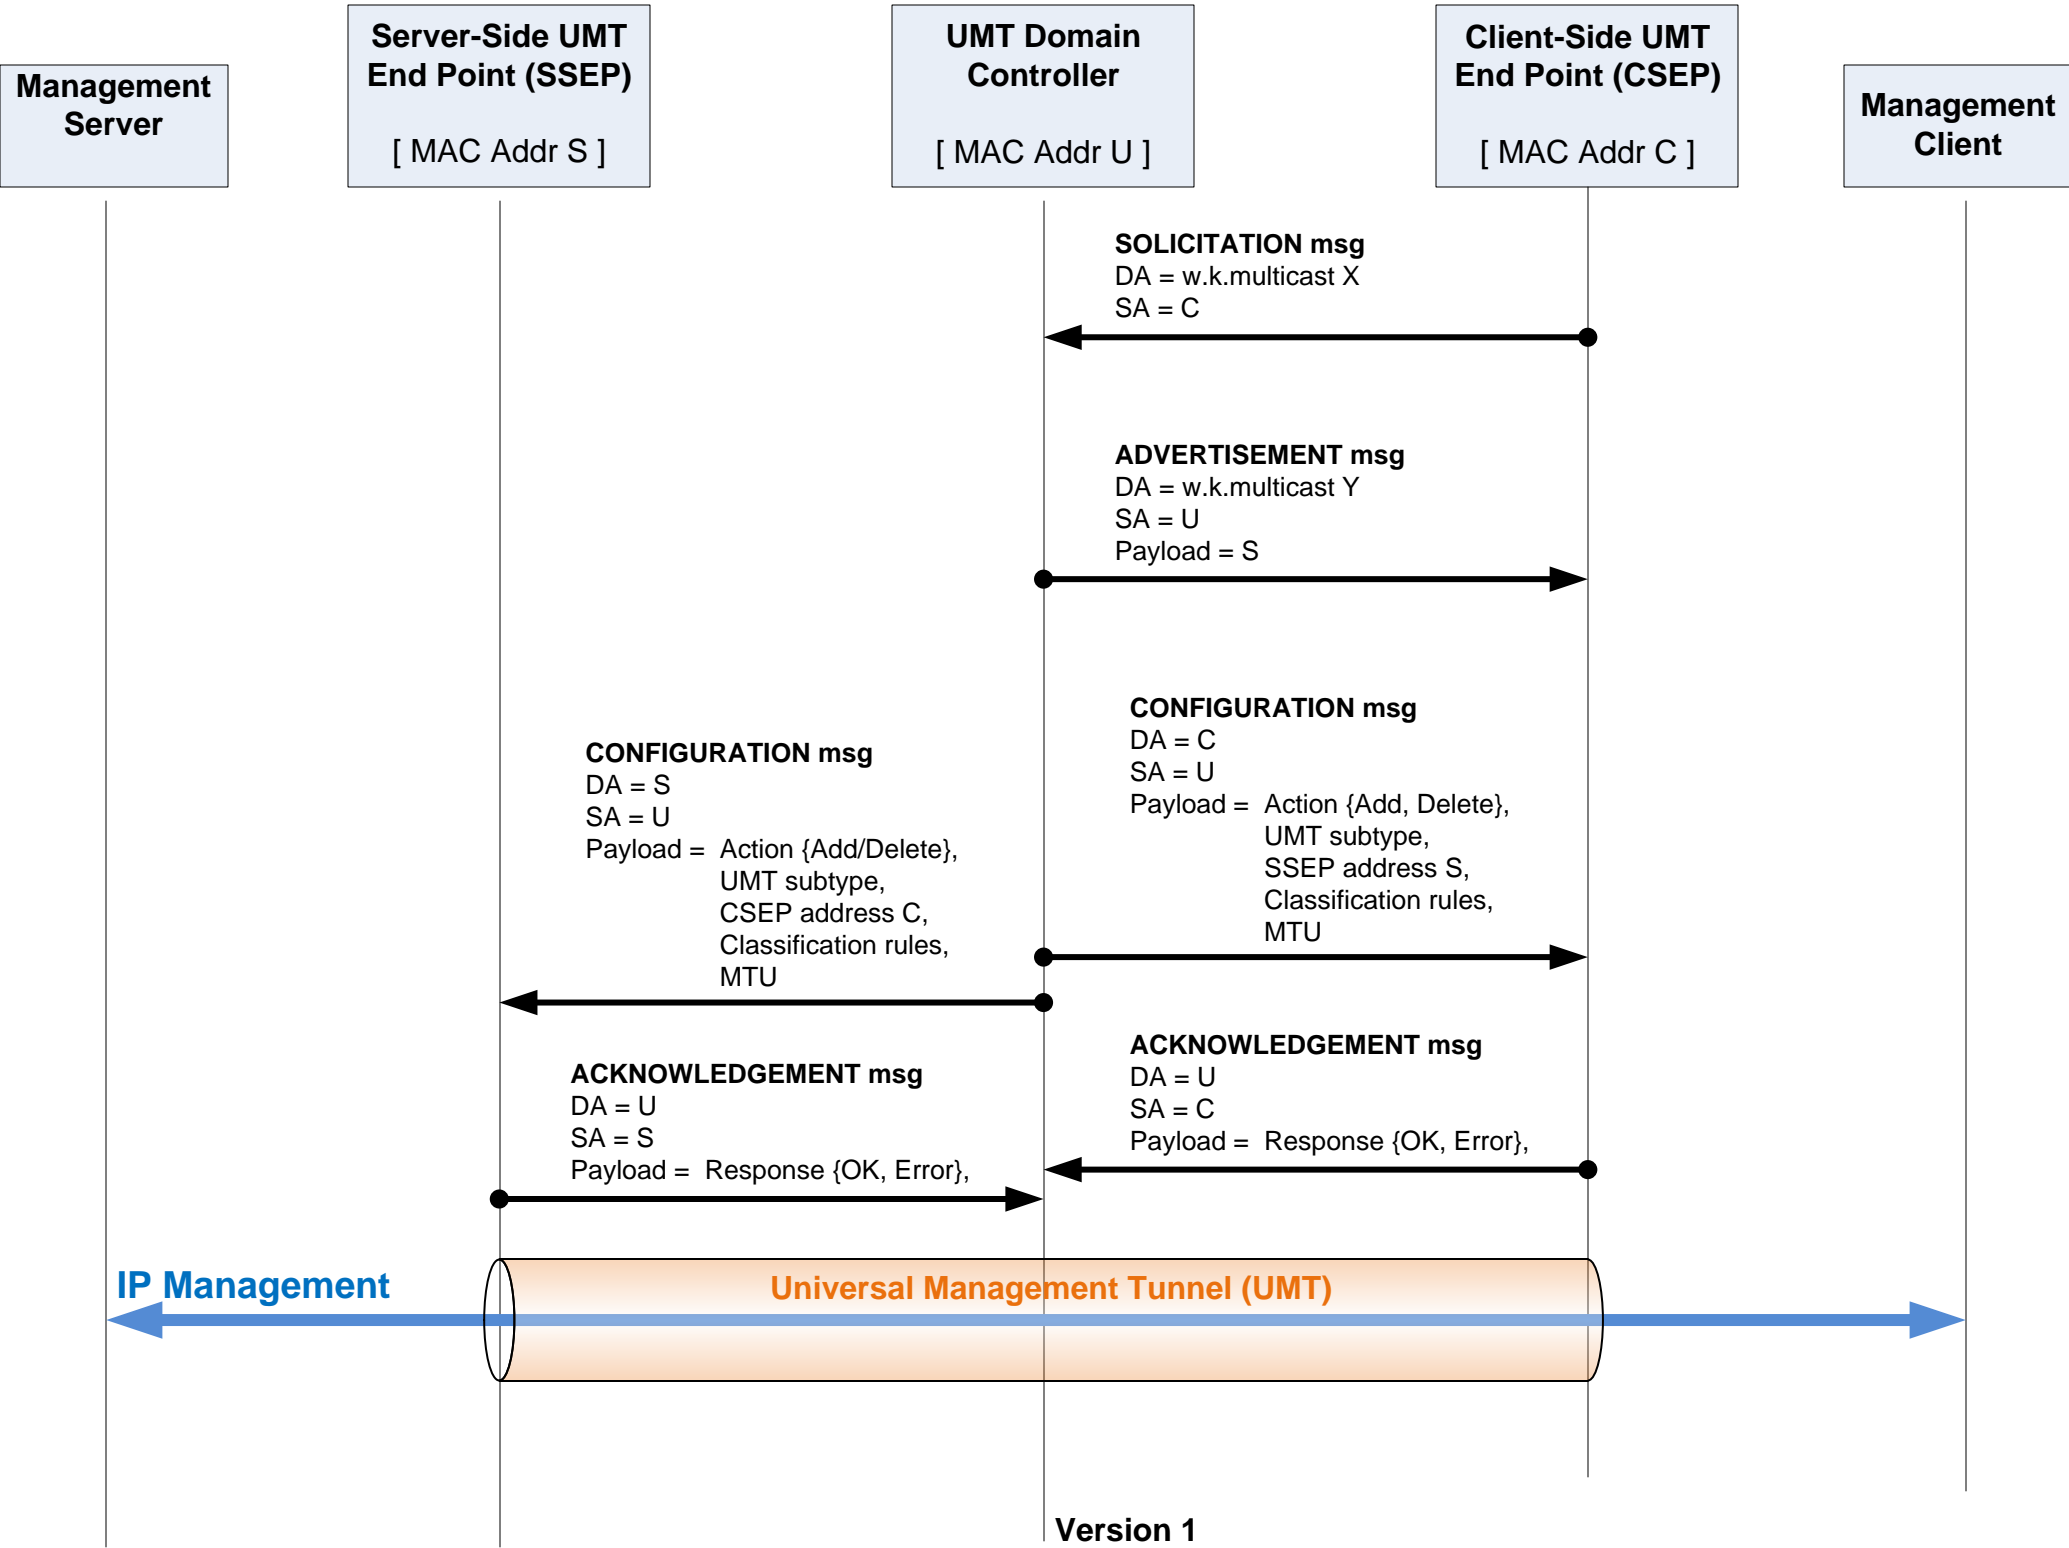 Management
Server
Server-Side UMT
End Point (SSEP)
[ MAC Addr S ]
UMT Domain
Controller
[ MAC Addr U ]
Client-Side UMT
End Point (CSEP)
[ MAC Addr C ]
Management
Client
SOLICITATION msg
DA = w.k.multicast X
SA = C
ADVERTISEMENT msg
DA = w.k.multicast Y
SA = U
Payload = S
CONFIGURATION msg
DA = C
SA = U
Payload = Action {Add, Delete},
UMT subtype,
SSEP address S,
Classification rules,
MTU
CONFIGURATION msg
DA = S
SA = U
Payload = Action {Add/Delete},
UMT subtype,
CSEP address C,
Classification rules,
MTU
ACKNOWLEDGEMENT msg
DA = U
SA = C
Payload = Response {OK, Error},
ACKNOWLEDGEMENT msg
DA = U
SA = S
Payload = Response {OK, Error},
IP Management
Universal Management Tunnel (UMT)
Version 1